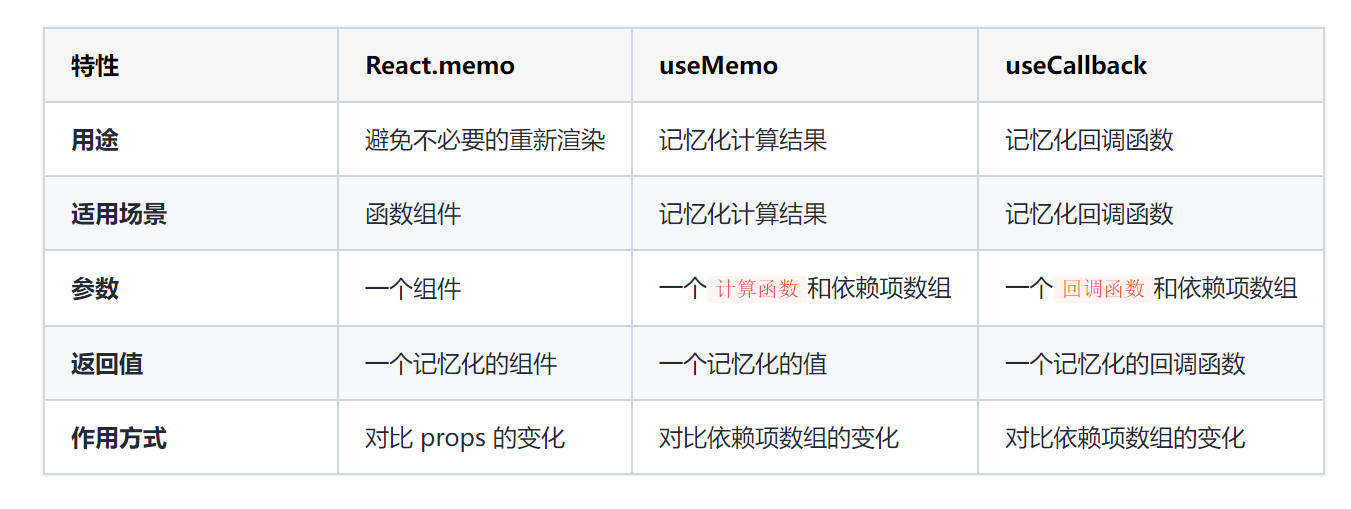 特性 React.memo useMemo useCallback
用途 避免不必要的重新渲染 记忆化计算结果 记忆化回调函数
适用场景 函数组件 记忆化计算结果 记忆化回调函数
参数 一个组件 一个 计算函数 和依赖项数组 一个 回调函数 和依赖项数组
返回值 一个记忆化的组件 一个记忆化的值 一个记忆化的回调函数
作用方式 对比 props 的变化 对比依赖项数组的变化 对比依赖项数组的变化